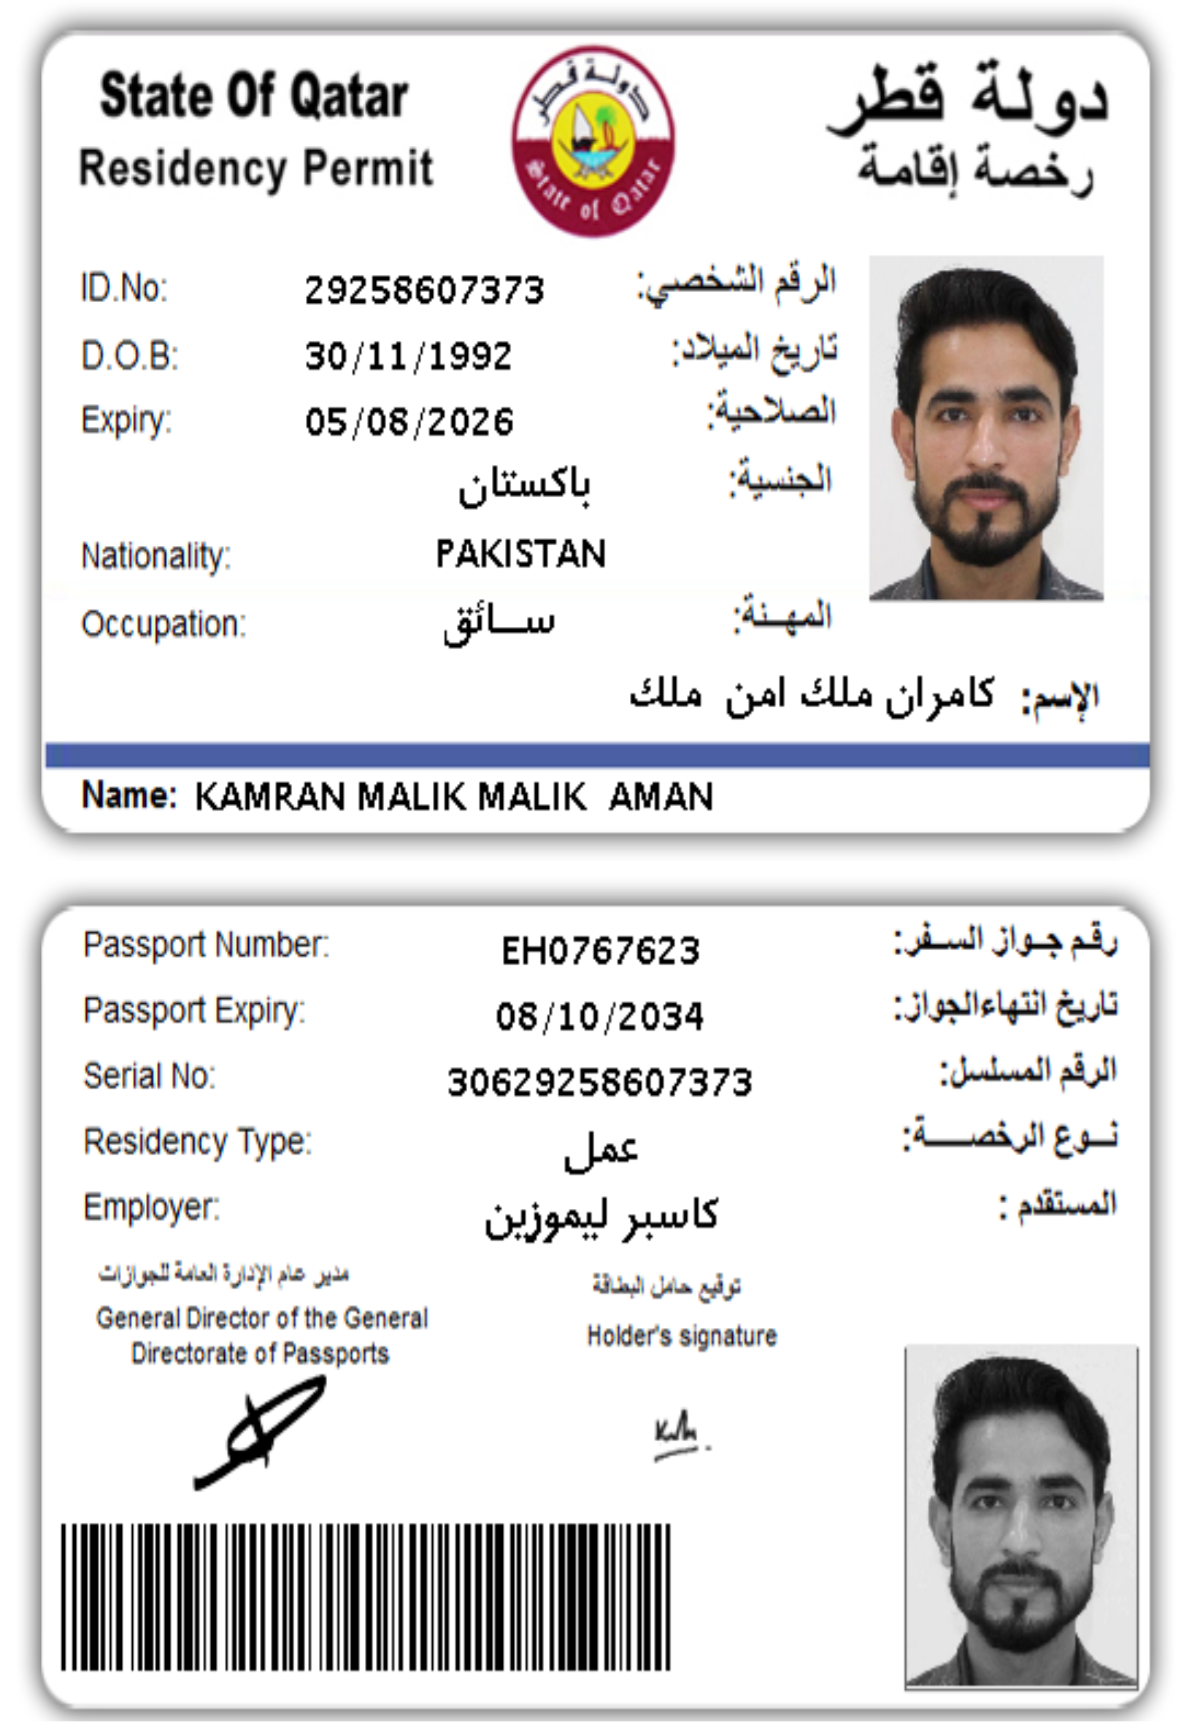 State Of Qatar
دولة قطر
Residency Permit
رخصة إقامة
دولة قطر
State of Qatar
ID.No: 29258607373 الرقم الشخصي:
D.O.B: 30/11/1992 تاريخ الميلاد:
Expiry: 05/08/2026 الصلاحية:
باكستان الجنسية:
Nationality: PAKISTAN
Occupation: ســائق المهـنة:
الإسم: كامران ملك امن ملك
Name: KAMRAN MALIK MALIK AMAN
Passport Number: EH0767623 رقم جـواز السـفر:
Passport Expiry: 08/10/2034 تاريخ انتهاءالجواز:
Serial No: 30629258607373 الرقم المسلسل:
Residency Type: عمل نــوع الرخصــــة:
Employer: كاسبر ليموزين المستقدم :
مدير عام الإدارة العامة للجوازات
General Director of the General
Directorate of Passports
توقيع حامل البطاقة
Holder's signature